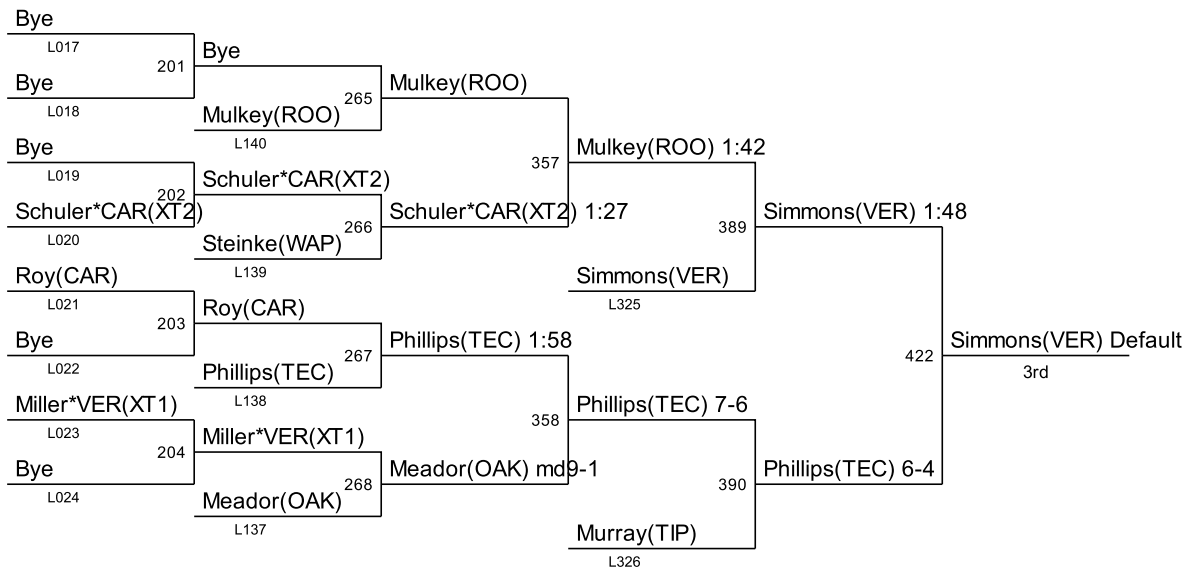 Bye
L017
201
Bye
Bye
L018
265
Mulkey(ROO)
Mulkey(ROO)
L140
Bye
L019
202
Schuler*CAR(XT2)
357
Mulkey(ROO) 1:42
Schuler*CAR(XT2)
L020
266
Schuler*CAR(XT2) 1:27
Steinke(WAP)
L139
389
Simmons(VER) 1:48
Roy(CAR)
L021
Simmons(VER)
L325
203
Roy(CAR)
Bye
L022
267
Phillips(TEC) 1:58
Phillips(TEC)
L138
422
Simmons(VER) Default
3rd
Miller*VER(XT1)
L023
358
Phillips(TEC) 7-6
204
Miller*VER(XT1)
Bye
L024
268
Meador(OAK) md9-1
Meador(OAK)
L137
390
Phillips(TEC) 6-4
Murray(TIP)
L326